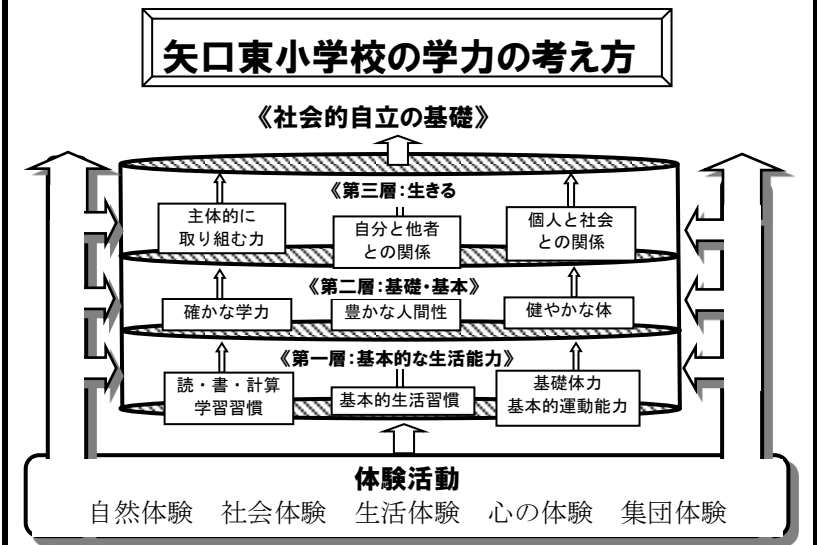 矢口東小学校の学力の考え方
《社会的自立の基礎》
《第三層：生きる
主体的に
取り組む力
自分と他者
との関係
個人と社会
との関係
《第二層：基礎・基本》
確かな学力
豊かな人間性
健やかな体
《第一層：基本的な生活能力》
読・書・計算
学習習慣
基本的生活習慣
基礎体力
基本的運動能力
体験活動
自然体験　社会体験　生活体験　心の体験　集団体験